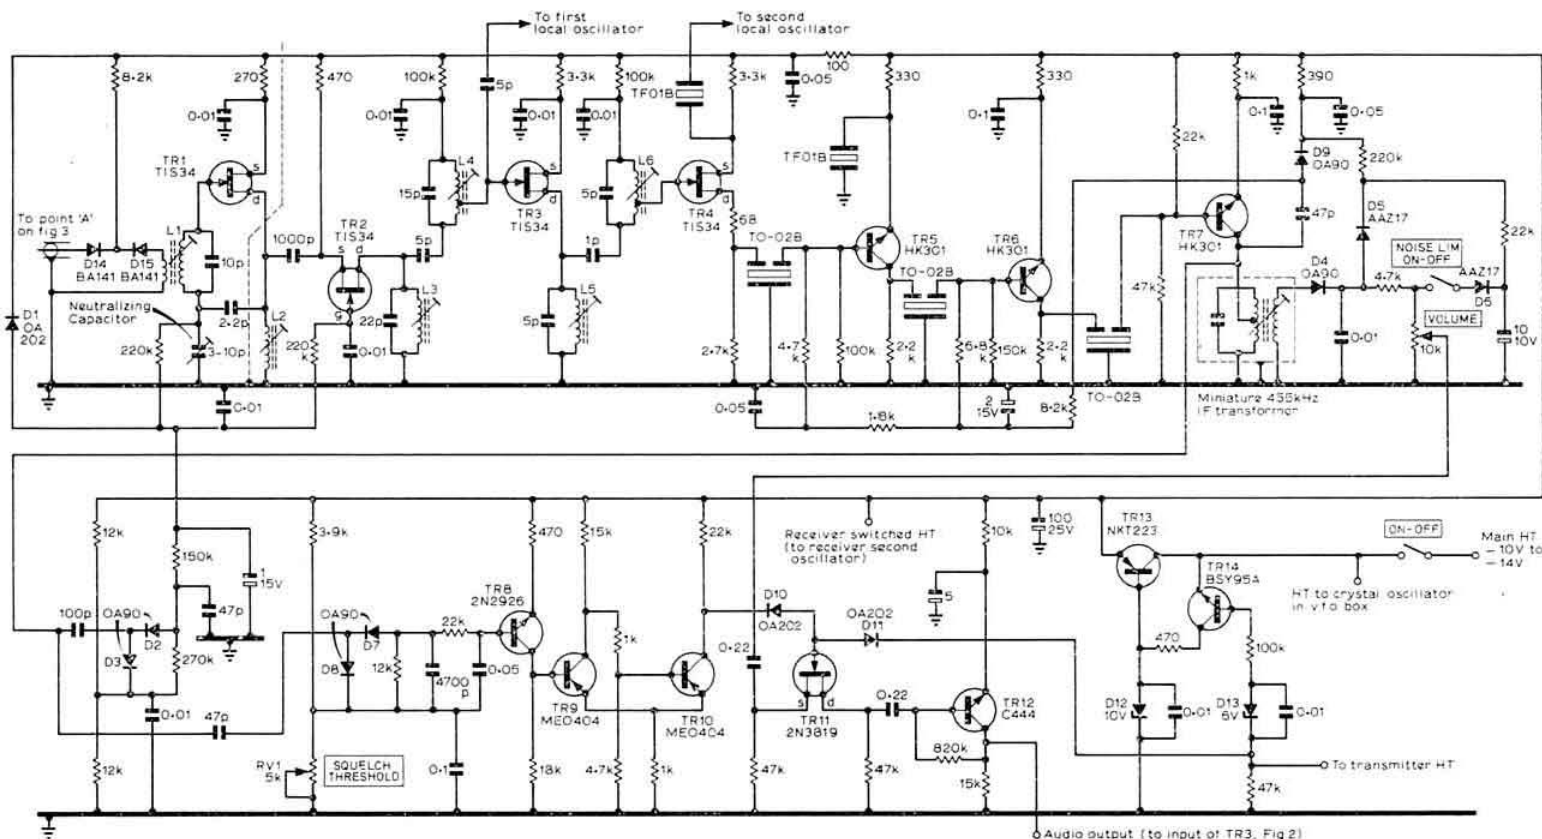 To first
local oscillator
To second
local oscillator
8·2k
270
470
100k
5p
3·3k
100k
TF01B
3·3k
0·05
100
330
330
1k
390
0·01
0·01
0·01
0·01
0·1
0·1
0·05
TR1
TIS34
L4
15p
TR3
TIS34
L6
5p
TR4
TIS34
68
TF01B
22k
D9
OA90
220k
To point 'A'
on fig 3
L1
D14
BA141
D15
BA141
10p
1000p
TR2
TIS34
s
d
g
5p
1p
TO-02B
TR5
HK301
TR6
HK301
TO-02B
TR7
HK301
47p
D5
AAZ17
22k
NOISE LIM
ON-OFF
D4
OA90
4·7k
AAZ17
D5
Neutralizing
Capacitor
D1
OA
202
2·2p
L2
220k
3-10p
220
k
0·01
22p
L3
5p
L5
2·7k
4·7
k
100k
2·2
k
6·8
k
150k
2·2
k
47k
0·01
VOLUME
10k
10
10V
0·01
0·05
1·8k
2
15V
8·2k
TO-02B
Miniature 455kHz
IF transformer
12k
150k
1
15V
3·9k
470
15k
22k
Receiver switched HT
(to receiver second
oscillator)
10k
100
25V
TR13
NKT223
ON-OFF
Main HT
– 10V to
– 14V
TR14
BSY95A
HT to crystal oscillator
in v.f.o box
100p
OA90
D2
47p
D3
270k
OA90
D7
22k
TR8
2N2926
D8
12k
4700
p
0·05
1k
D10
OA202
OA202
D11
5
470
100k
0·22
0·01
47p
TR9
MEO404
TR10
MEO404
s
d
TR11
2N3819
0·22
TR12
C444
D12
10V
0·01
D13
6V
0·01
12k
RV1
5k
SQUELCH
THRESHOLD
0·1
18k
4·7k
1k
47k
47k
820k
15k
47k
To transmitter HT
Audio output (to input of TR3, Fig 2)